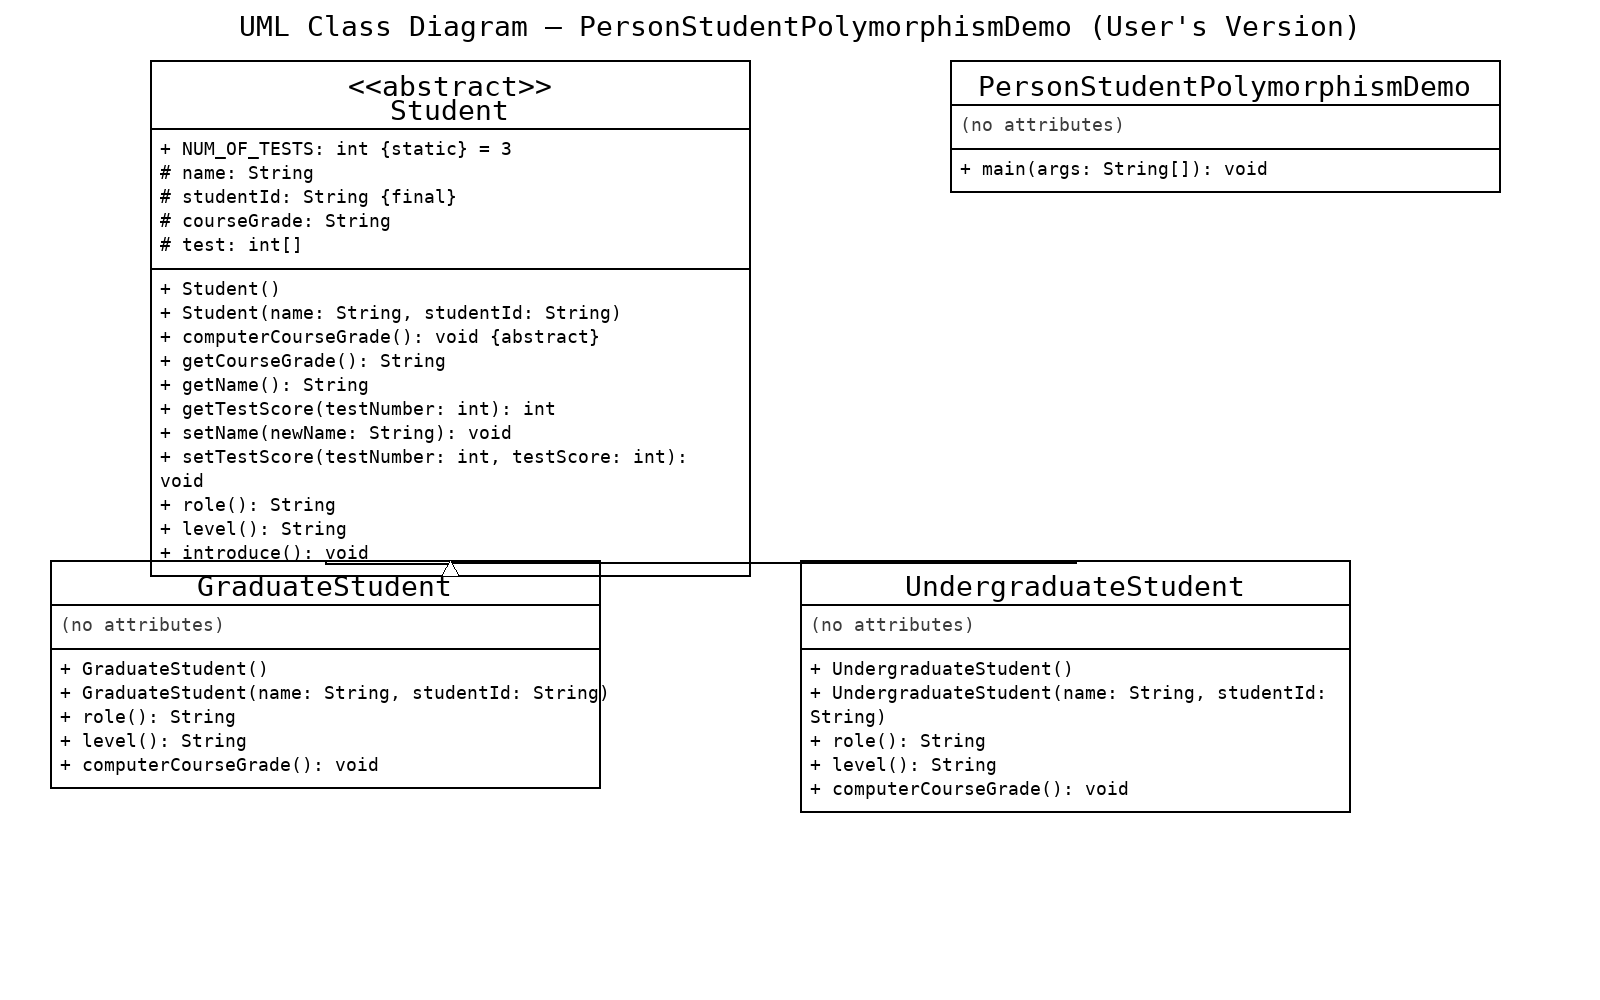 UML Class Diagram — PersonStudentPolymorphismDemo (User's Version)
<<abstract>>
Student
+ NUM_OF_TESTS: int {static} = 3
# name: String
# studentId: String {final}
# courseGrade: String
# test: int[]
+ Student()
+ Student(name: String, studentId: String)
+ computerCourseGrade(): void {abstract}
+ getCourseGrade(): String
+ getName(): String
+ getTestScore(testNumber: int): int
+ setName(newName: String): void
+ setTestScore(testNumber: int, testScore: int):
void
+ role(): String
+ level(): String
+ introduce(): void
PersonStudentPolymorphismDemo
(no attributes)
+ main(args: String[]): void
GraduateStudent
(no attributes)
+ GraduateStudent()
+ GraduateStudent(name: String, studentId: String)
+ role(): String
+ level(): String
+ computerCourseGrade(): void
UndergraduateStudent
(no attributes)
+ UndergraduateStudent()
+ UndergraduateStudent(name: String, studentId:
String)
+ role(): String
+ level(): String
+ computerCourseGrade(): void